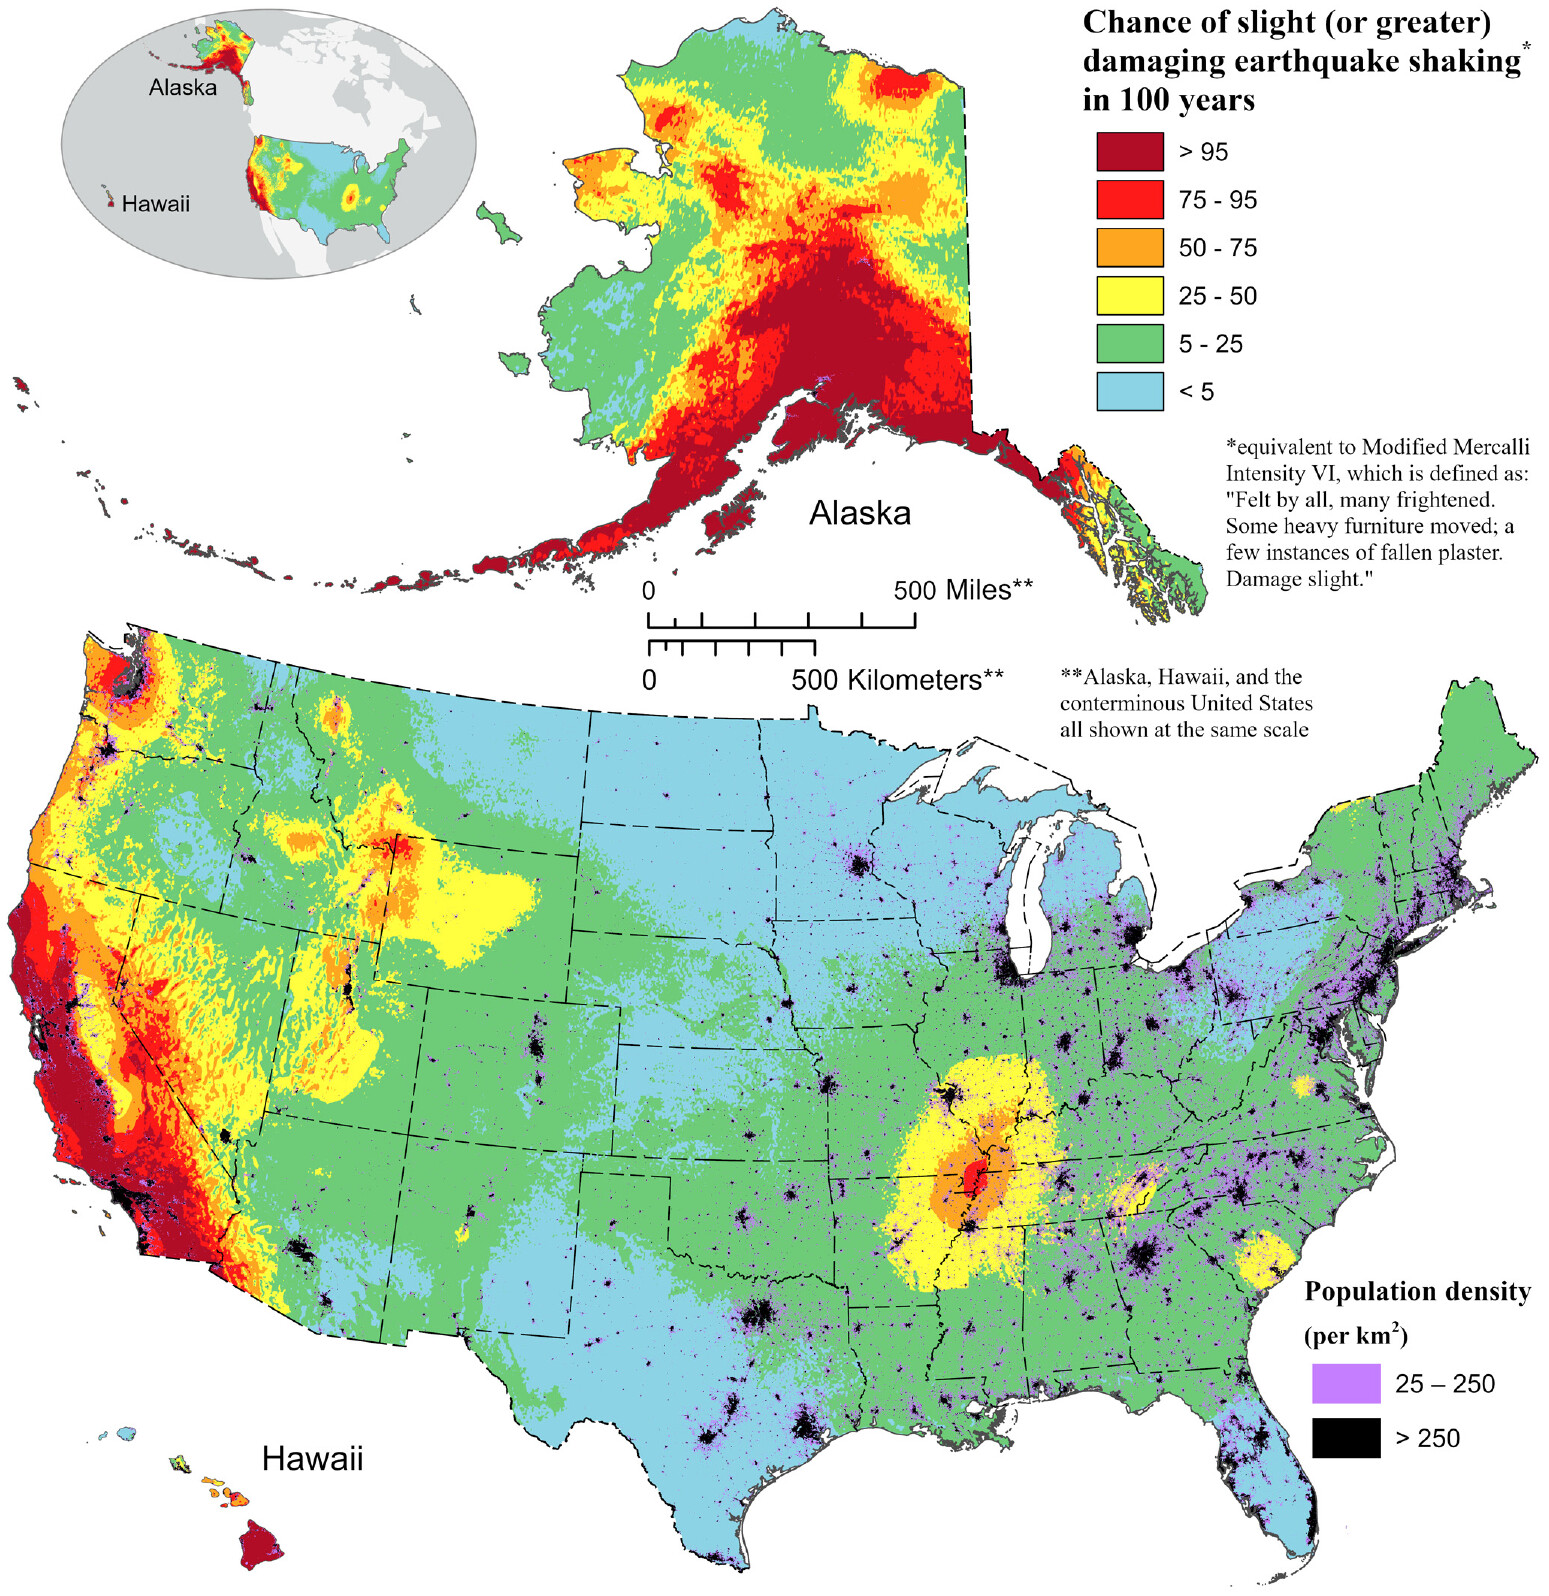 Alaska
Hawaii
Chance of slight (or greater)
damaging earthquake shaking*
in 100 years
> 95
75 - 95
50 - 75
25 - 50
5 - 25
< 5
*equivalent to Modified Mercalli
Intensity VI, which is defined as:
"Felt by all, many frightened.
Some heavy furniture moved; a
few instances of fallen plaster.
Damage slight."
Alaska
0 500 Miles**
0 500 Kilometers**
**Alaska, Hawaii, and the
conterminous United States
all shown at the same scale
Hawaii
Population density
(per km²)
25 – 250
> 250